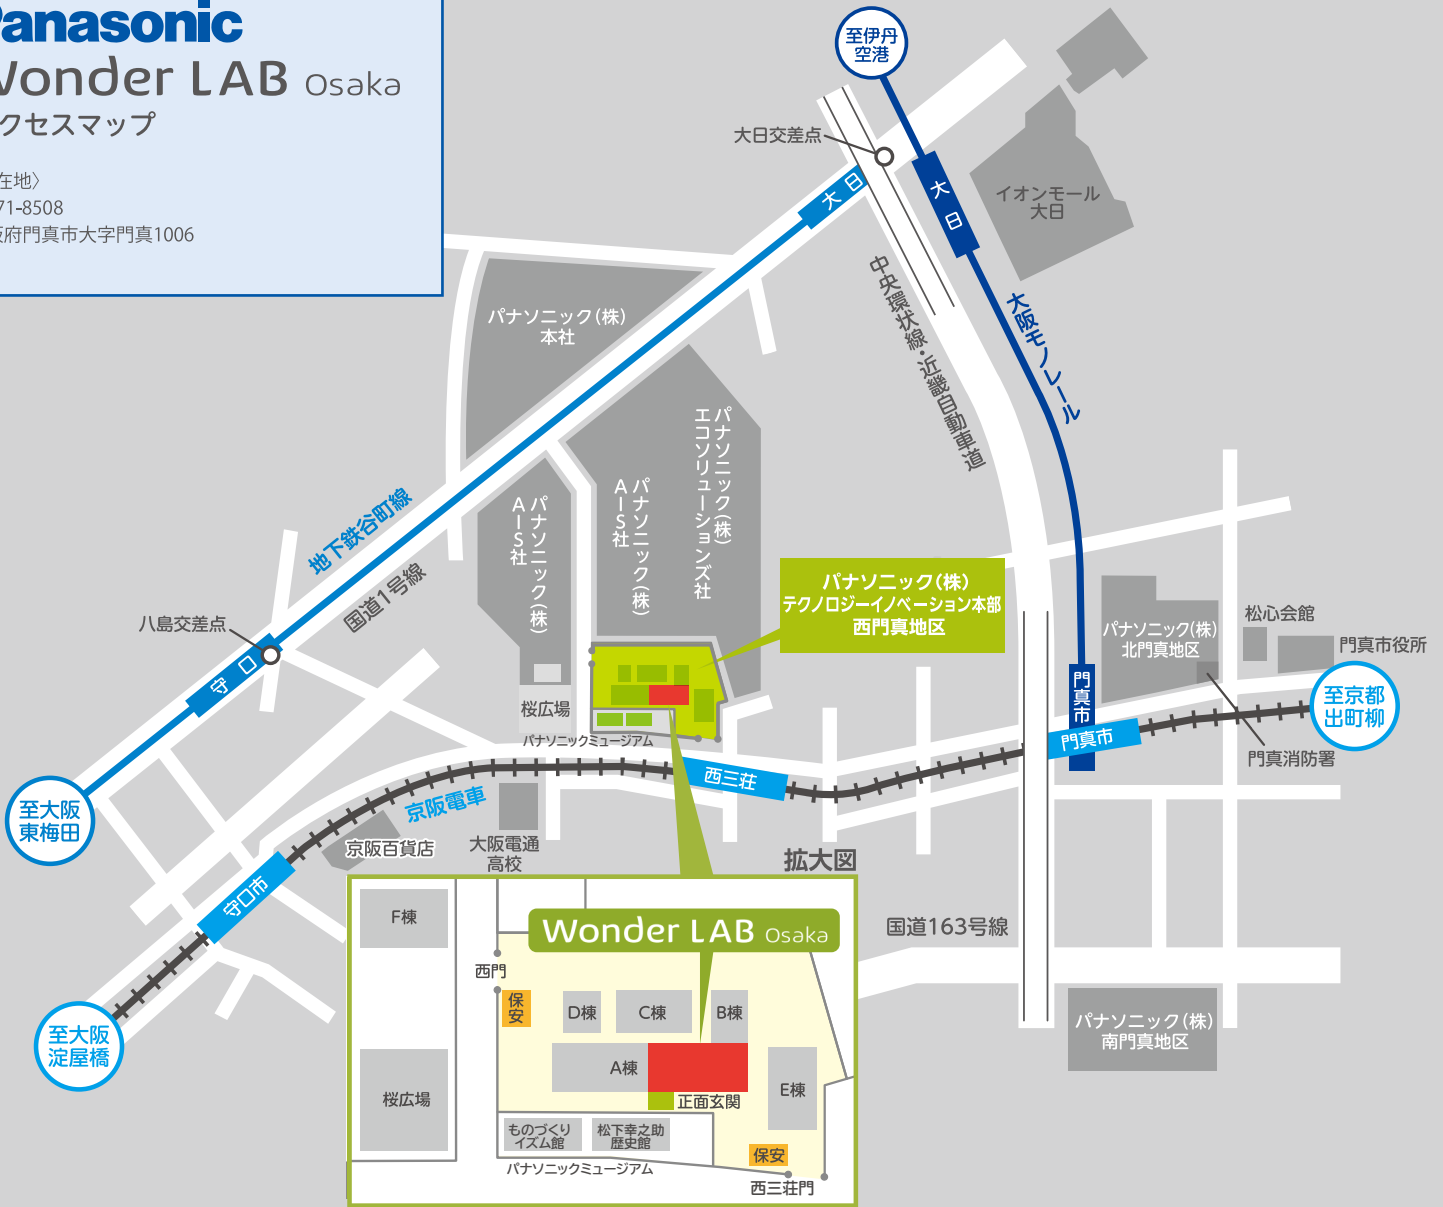 Panasonic
Wonder LAB Osaka
クセスマップ
在地〉
71-8508
府門真市大字門真1006
至伊丹
空港
大日交差点
大日
大日
イオンモール
大日
中央環状線・近畿自動車道
大阪モノレール
パナソニック(株)
本社
パナソニック(株)
エコソリューションズ社
パナソニック(株)
AIS社
パナソニック(株)
AIS社
地下鉄谷町線
国道1号線
八島交差点
守口
パナソニック(株)
テクノロジーイノベーション本部
西門真地区
パナソニック(株)
北門真地区
松心会館
門真市役所
至京都
出町柳
門真消防署
門真市
門真市
桜広場
パナソニックミュージアム
西三荘
至大阪
東梅田
京阪電車
京阪百貨店
大阪電通
高校
守口市
至大阪
淀屋橋
拡大図
国道163号線
パナソニック(株)
南門真地区
Wonder LAB Osaka
F棟
西門
保安
D棟
C棟
B棟
A棟
正面玄関
E棟
桜広場
ものづくり
イズム館
松下幸之助
歴史館
パナソニックミュージアム
保安
西三荘門